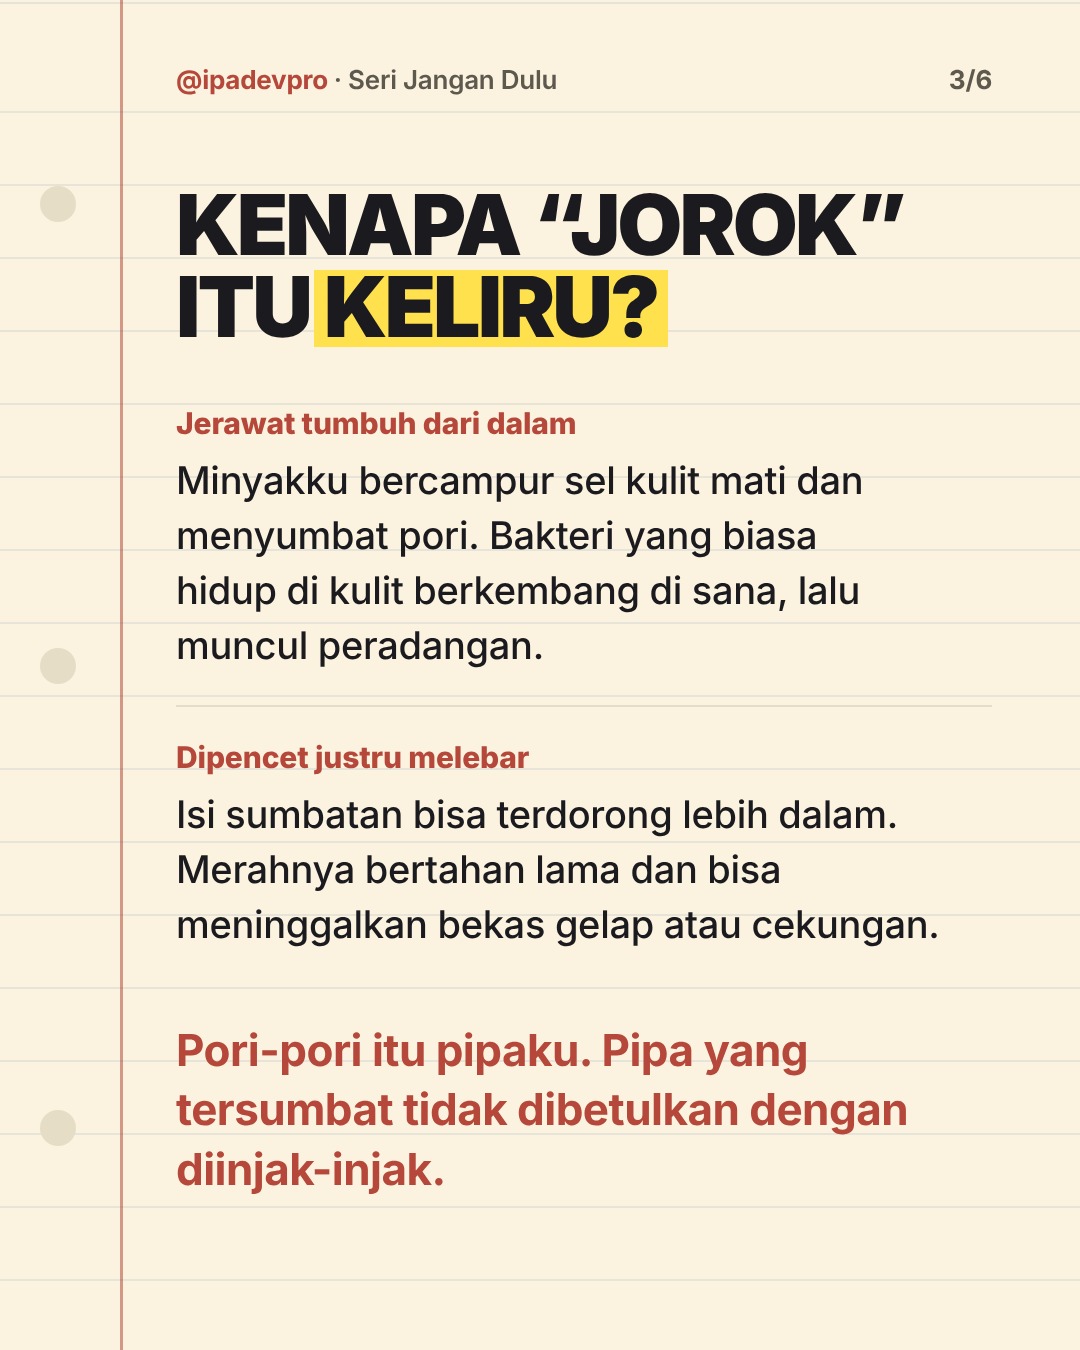 @ipadevpro · Seri Jangan Dulu
3/6
KENAPA “JOROK”
ITU KELIRU?
Jerawat tumbuh dari dalam
Minyakku bercampur sel kulit mati dan
menyumbat pori. Bakteri yang biasa
hidup di kulit berkembang di sana, lalu
muncul peradangan.
Dipencet justru melebar
Isi sumbatan bisa terdorong lebih dalam.
Merahnya bertahan lama dan bisa
meninggalkan bekas gelap atau cekungan.
Pori-pori itu pipaku. Pipa yang
tersumbat tidak dibetulkan dengan
diinjak-injak.